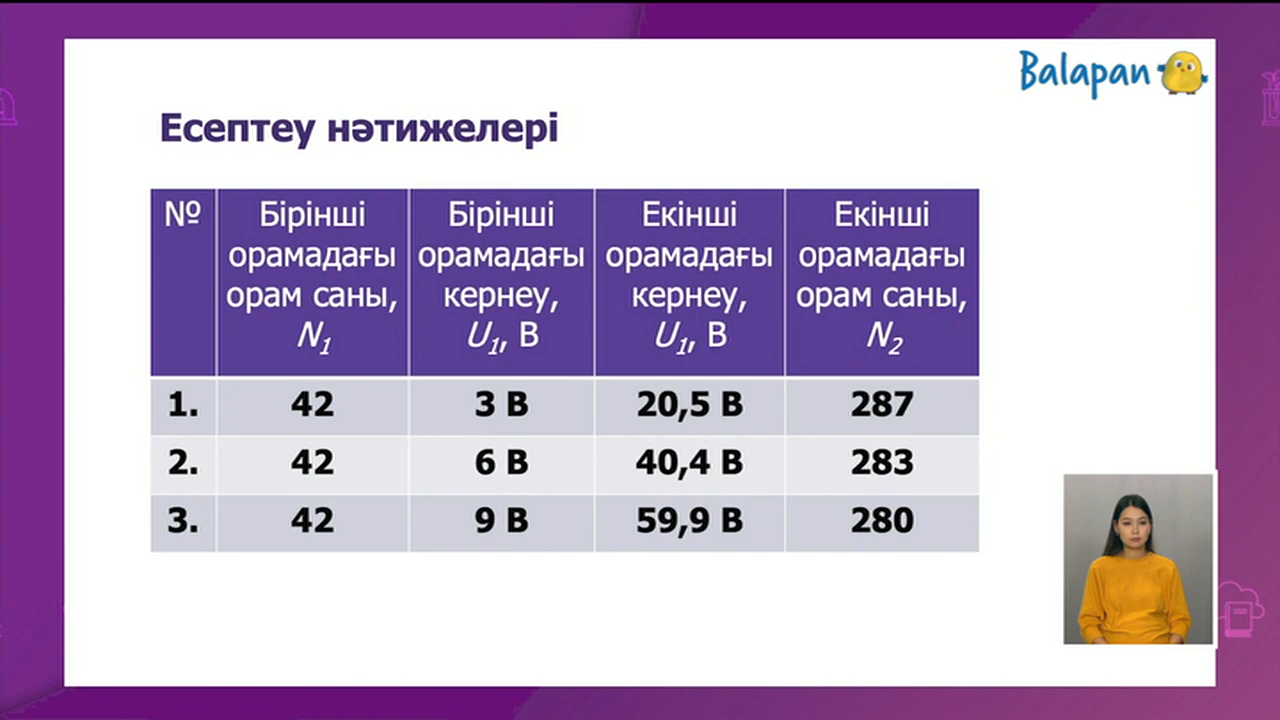 Balapan
Есептеу нәтижелері
№
Бірінші
орамадағы
орам саны,
N1
Бірінші
орамадағы
кернеу,
U1, В
Екінші
орамадағы
кернеу,
U1, В
Екінші
орамадағы
орам саны,
N2
1. 42 3 В 20,5 В 287
2. 42 6 В 40,4 В 283
3. 42 9 В 59,9 В 280